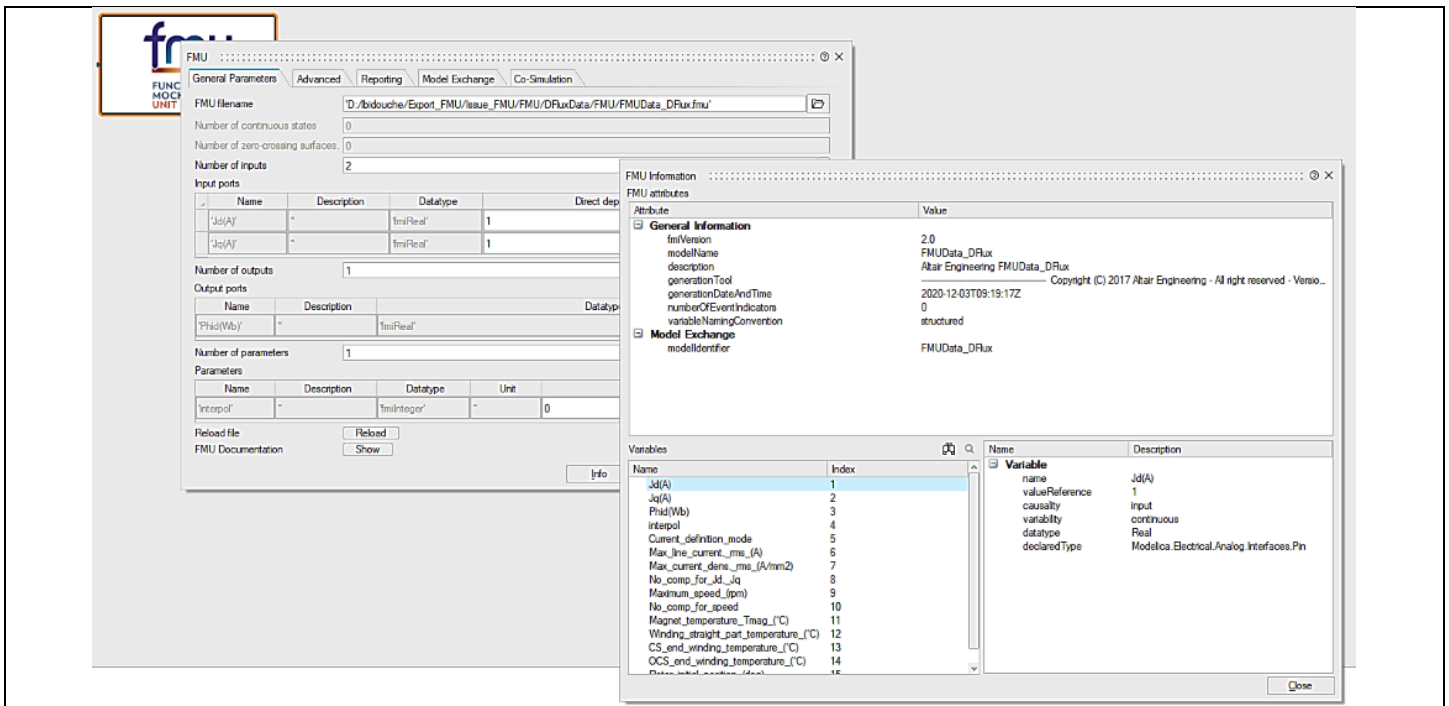 fmu
FUNC
MOCK
UNIT
FMU
General Parameters Advanced Reporting Model Exchange Co-Simulation
FMU filename 'D:/bidouche/Export_FMU/Issue_FMU/FMU/DFluxData/FMU/FMUData_DFlux.fmu'
Number of continuous states 0
Number of zero-crossing surfaces. 0
Number of inputs 2
Input ports
Name Description Datatype Direct dep
'Jd(A)' '' 'fmiReal' 1
'Jq(A)' '' 'fmiReal' 1
Number of outputs 1
Output ports
Name Description Datatyp
'Phid(Wb)' '' 'fmiReal'
Number of parameters 1
Parameters
Name Description Datatype Unit
'interpol' '' 'fmiInteger' '' 0
Reload file Reload
FMU Documentation Show
Info
FMU Information
FMU attributes
Attribute Value
General Information
fmiVersion 2.0
modelName FMUData_DFlux
description Altair Engineering FMUData_DFlux
generationTool ---------------------------- Copyright (C) 2017 Altair Engineering - All right reserved - Versio...
generationDateAndTime 2020-12-03T09:19:17Z
numberOfEventIndicators 0
variableNamingConvention structured
Model Exchange
modelIdentifier FMUData_DFlux
Variables
Name Index
Jd(A) 1
Jq(A) 2
Phid(Wb) 3
interpol 4
Current_definition_mode 5
Max_line_current,_rms_(A) 6
Max_current_dens._rms_(A/mm2) 7
No_comp_for_Jd,_Jq 8
Maximum_speed_(rpm) 9
No_comp_for_speed 10
Magnet_temperature_Tmag_(°C) 11
Winding_straight_part_temperature_(°C) 12
CS_end_winding_temperature_(°C) 13
OCS_end_winding_temperature_(°C) 14
Rotor_initial_position_(deg) 15
Name Description
Variable
name Jd(A)
valueReference 1
causality input
variability continuous
datatype Real
declaredType Modelica.Electrical.Analog.Interfaces.Pin
Close